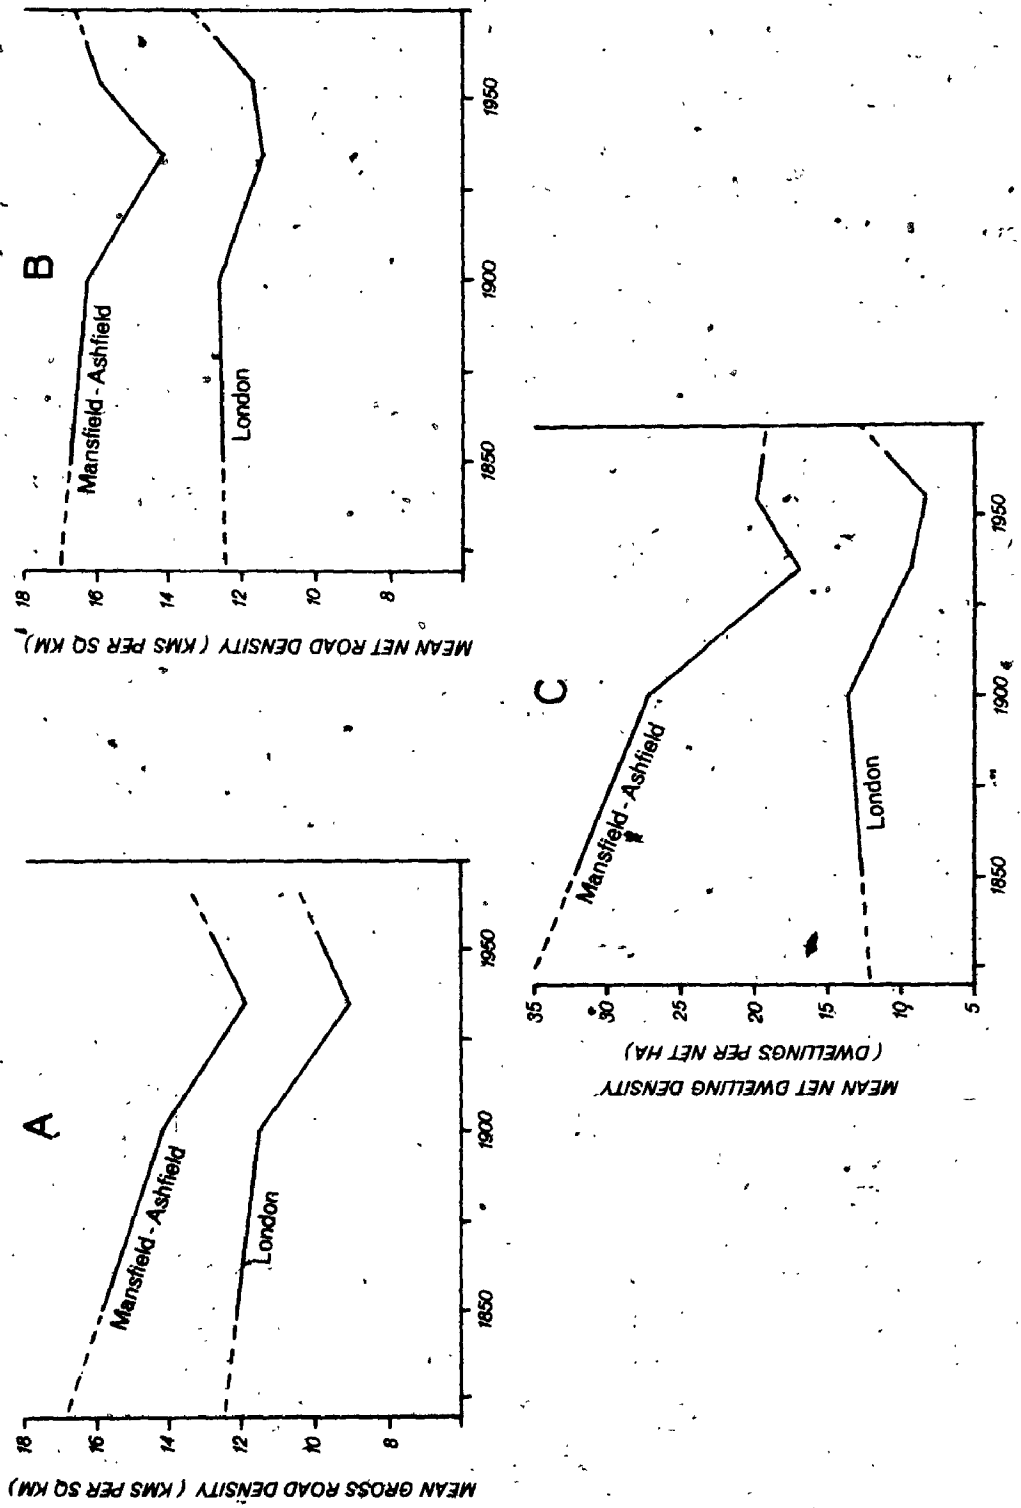 A
MEAN GROSS ROAD DENSITY (KMS PER SQ KM)
18
16
14
12
10
8
Mansfield - Ashfield
London
1850
1900
1950
B
MEAN NET ROAD DENSITY (KMS PER SQ KM)
18
16
14
12
10
8
Mansfield - Ashfield
London
1850
1900
1950
C
MEAN NET DWELLING DENSITY
(DWELLINGS PER NET HA)
35
30
25
20
15
10
5
Mansfield - Ashfield
London
1850
1900
1950